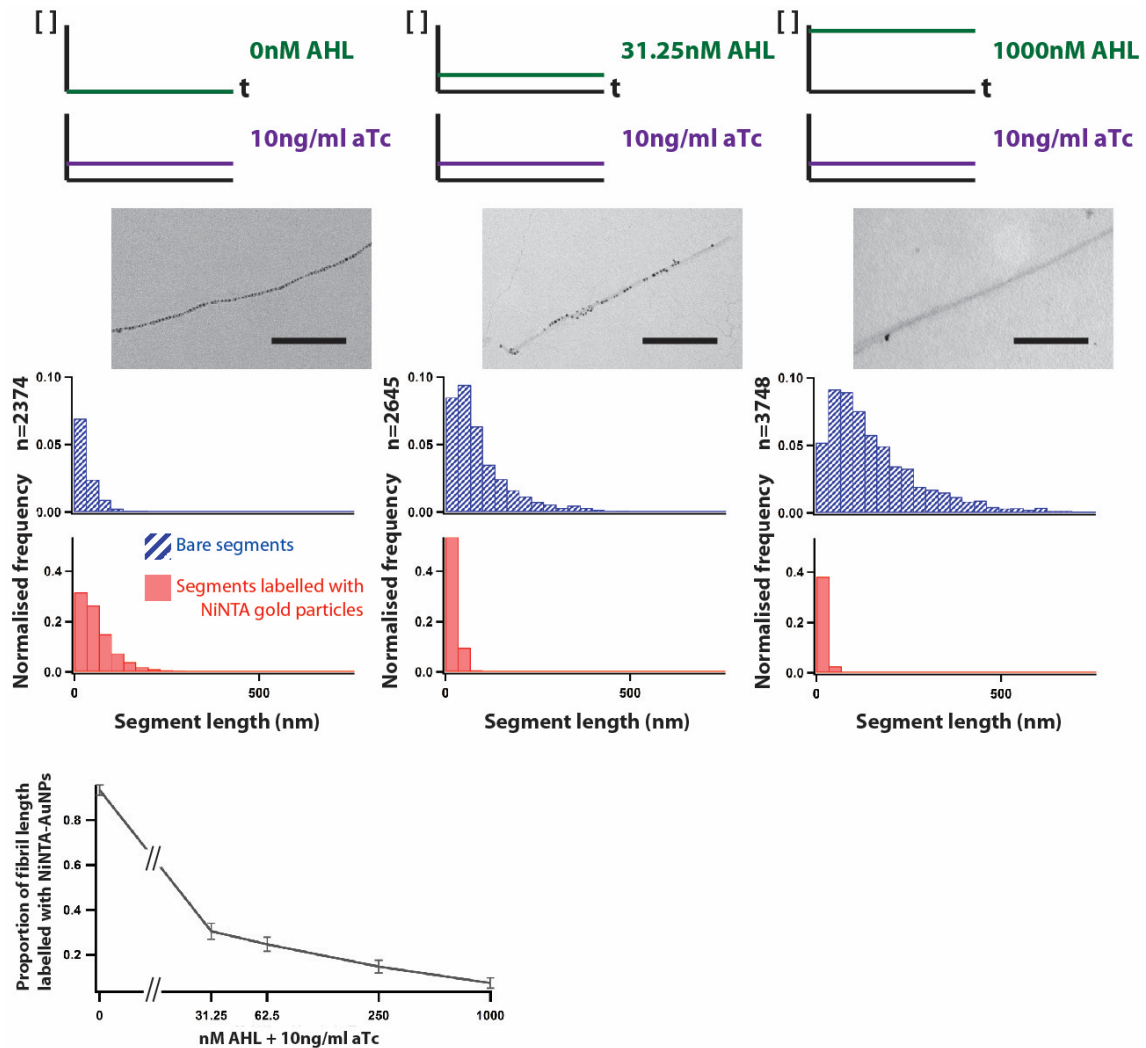 [ ]
0nM AHL
t
10ng/ml aTc
[ ]
31.25nM AHL
t
10ng/ml aTc
[ ]
1000nM AHL
t
10ng/ml aTc
Normalised frequency n=2374
0.10
0.05
0.00
0.4
0.2
0.0
Bare segments
Segments labelled with
NiNTA gold particles
0
500
Segment length (nm)
Normalised frequency n=2645
0.10
0.05
0.00
0.4
0.2
0.0
0
500
Segment length (nm)
Normalised frequency n=3748
0.10
0.05
0.00
0.4
0.2
0.0
0
500
Segment length (nm)
Proportion of fibril length
labelled with NiNTA-AuNPs
0.8
0.6
0.4
0.2
0
31.25
62.5
250
1000
nM AHL + 10ng/ml aTc